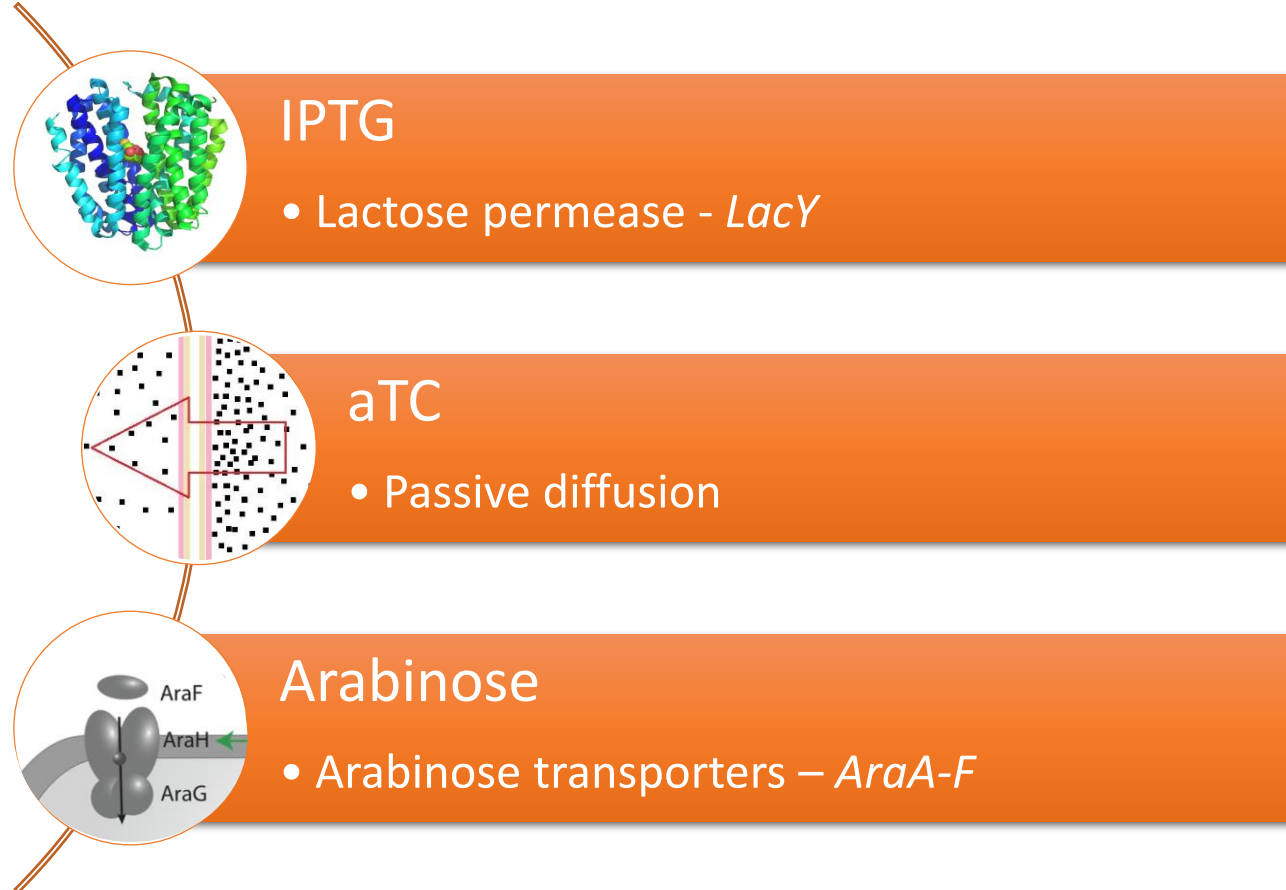 IPTG
• Lactose permease - LacY
aTC
• Passive diffusion
AraF
AraH
AraG
Arabinose
• Arabinose transporters – AraA-F